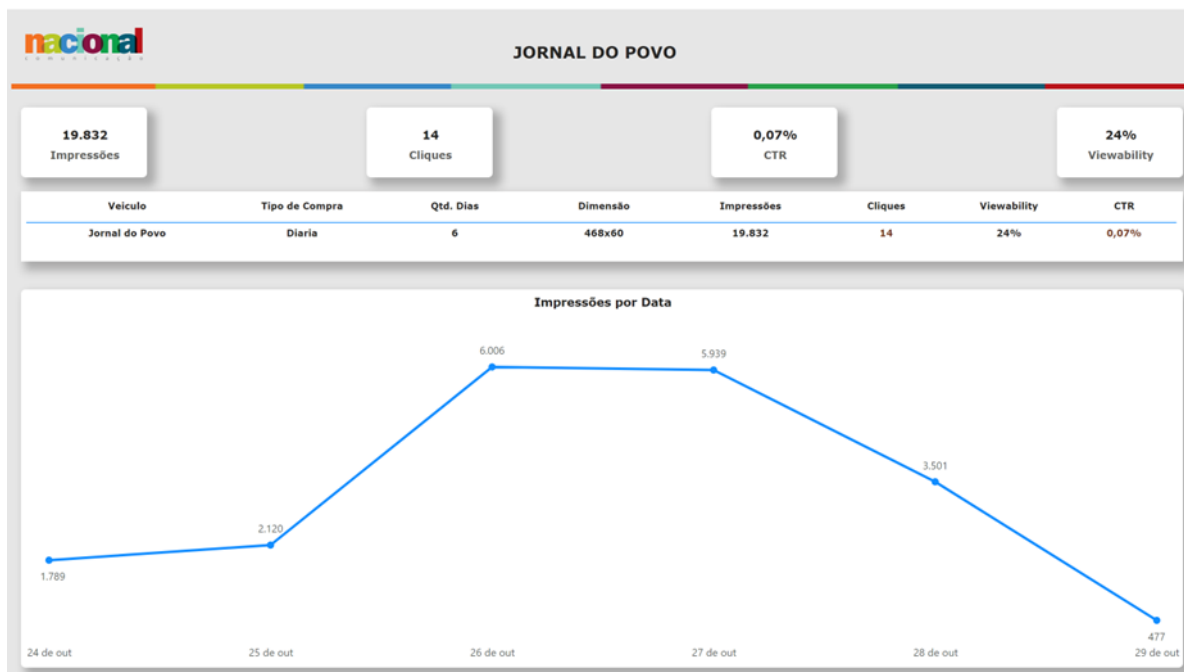 nacional
comunicação
JORNAL DO POVO
19.832
Impressões
14
Cliques
0,07%
CTR
24%
Viewability
Veiculo Tipo de Compra Qtd. Dias Dimensão Impressões Cliques Viewability CTR
Jornal do Povo Diaria 6 468x60 19.832 14 24% 0,07%
Impressões por Data
6.006
5.939
3.501
2.120
1.789
477
24 de out 25 de out 26 de out 27 de out 28 de out 29 de out